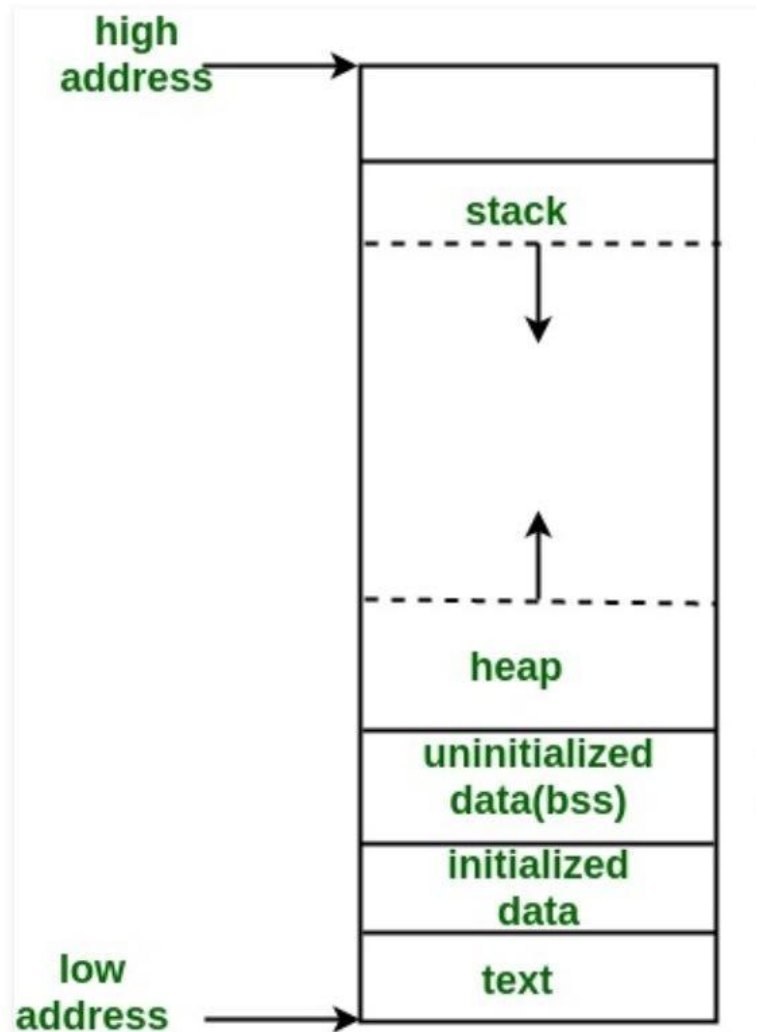 high
address
stack
heap
uninitialized
data(bss)
initialized
data
text
low
address